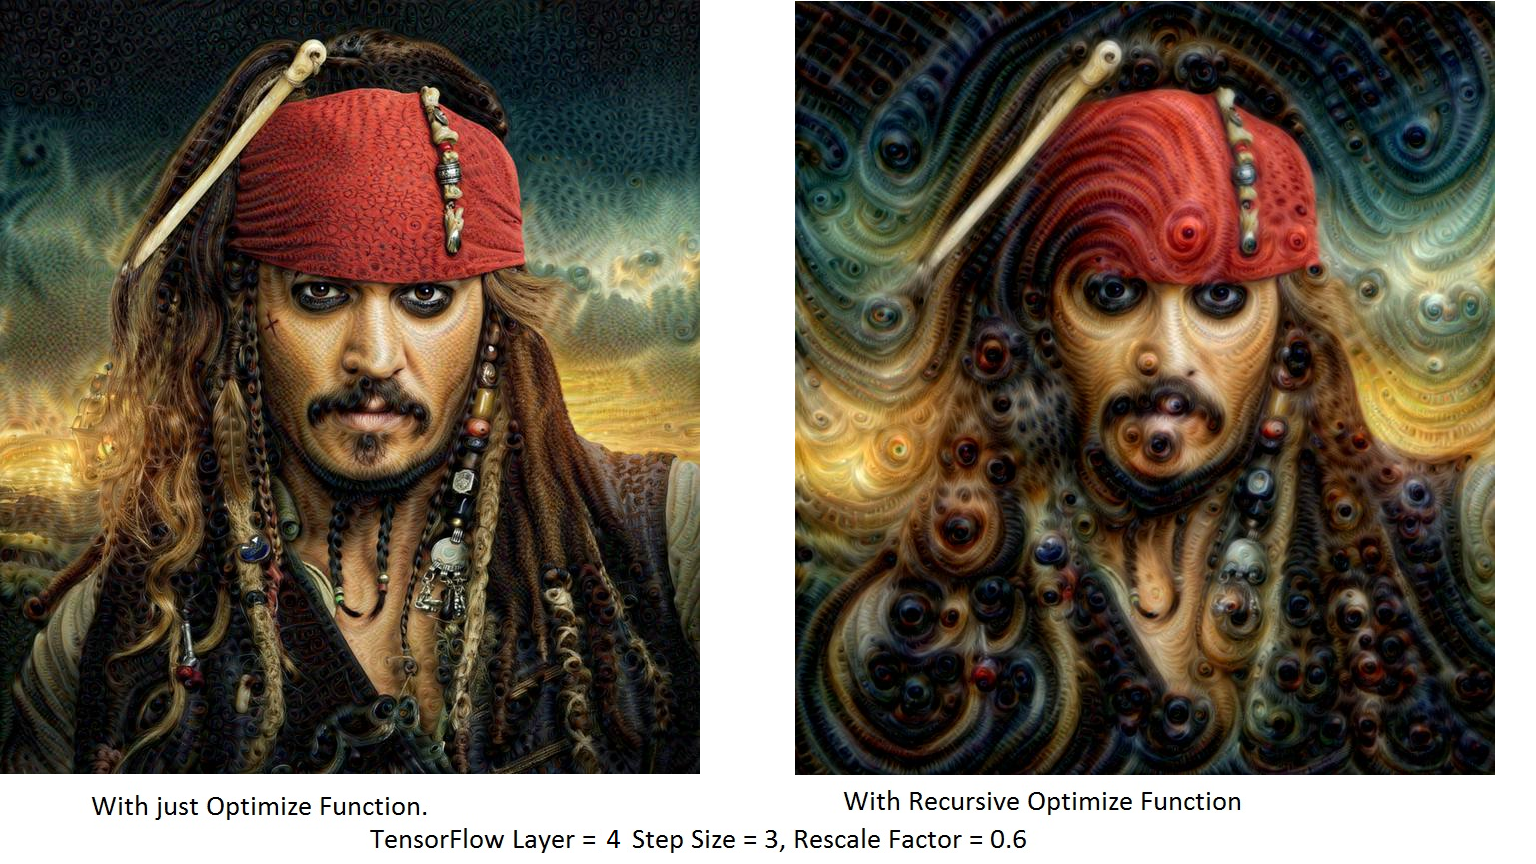 With just Optimize Function.
With Recursive Optimize Function
TensorFlow Layer = 4 Step Size = 3, Rescale Factor = 0.6